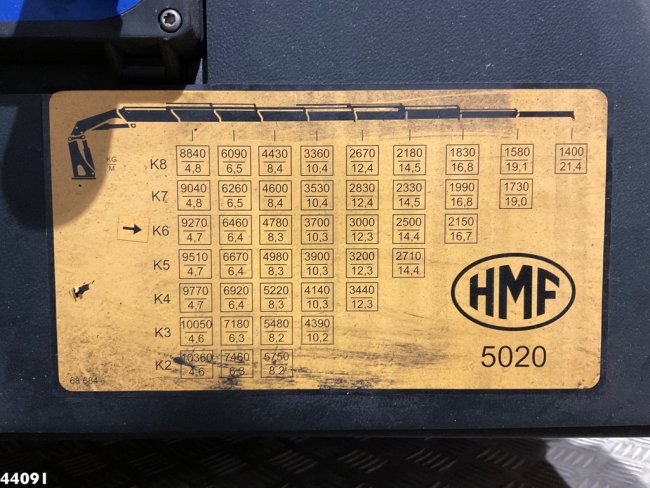 KG
M
K8 8840 6090 4430 3360 2670 2180 1830 1580 1400
4,8 6,5 8,4 10,4 12,4 14,5 16,8 19,1 21,4
K7 9040 6260 4600 3530 2830 2330 1990 1730
4,8 6,5 8,4 10,4 12,4 14,5 16,8 19,0
K6 9270 6460 4780 3700 3000 2500 2150
4,7 6,4 8,3 10,3 12,3 14,4 16,7
K5 9510 6670 4980 3900 3200 2710
4,7 6,4 8,3 10,3 12,3 14,4
K4 9770 6920 5220 4140 3440
4,7 6,4 8,3 10,3 12,3
K3 10050 7180 5480 4390
4,6 6,3 8,2 10,2
K2 10360 7460 5750
4,6 6,3 8,2
HMF
5020
68 684
44091